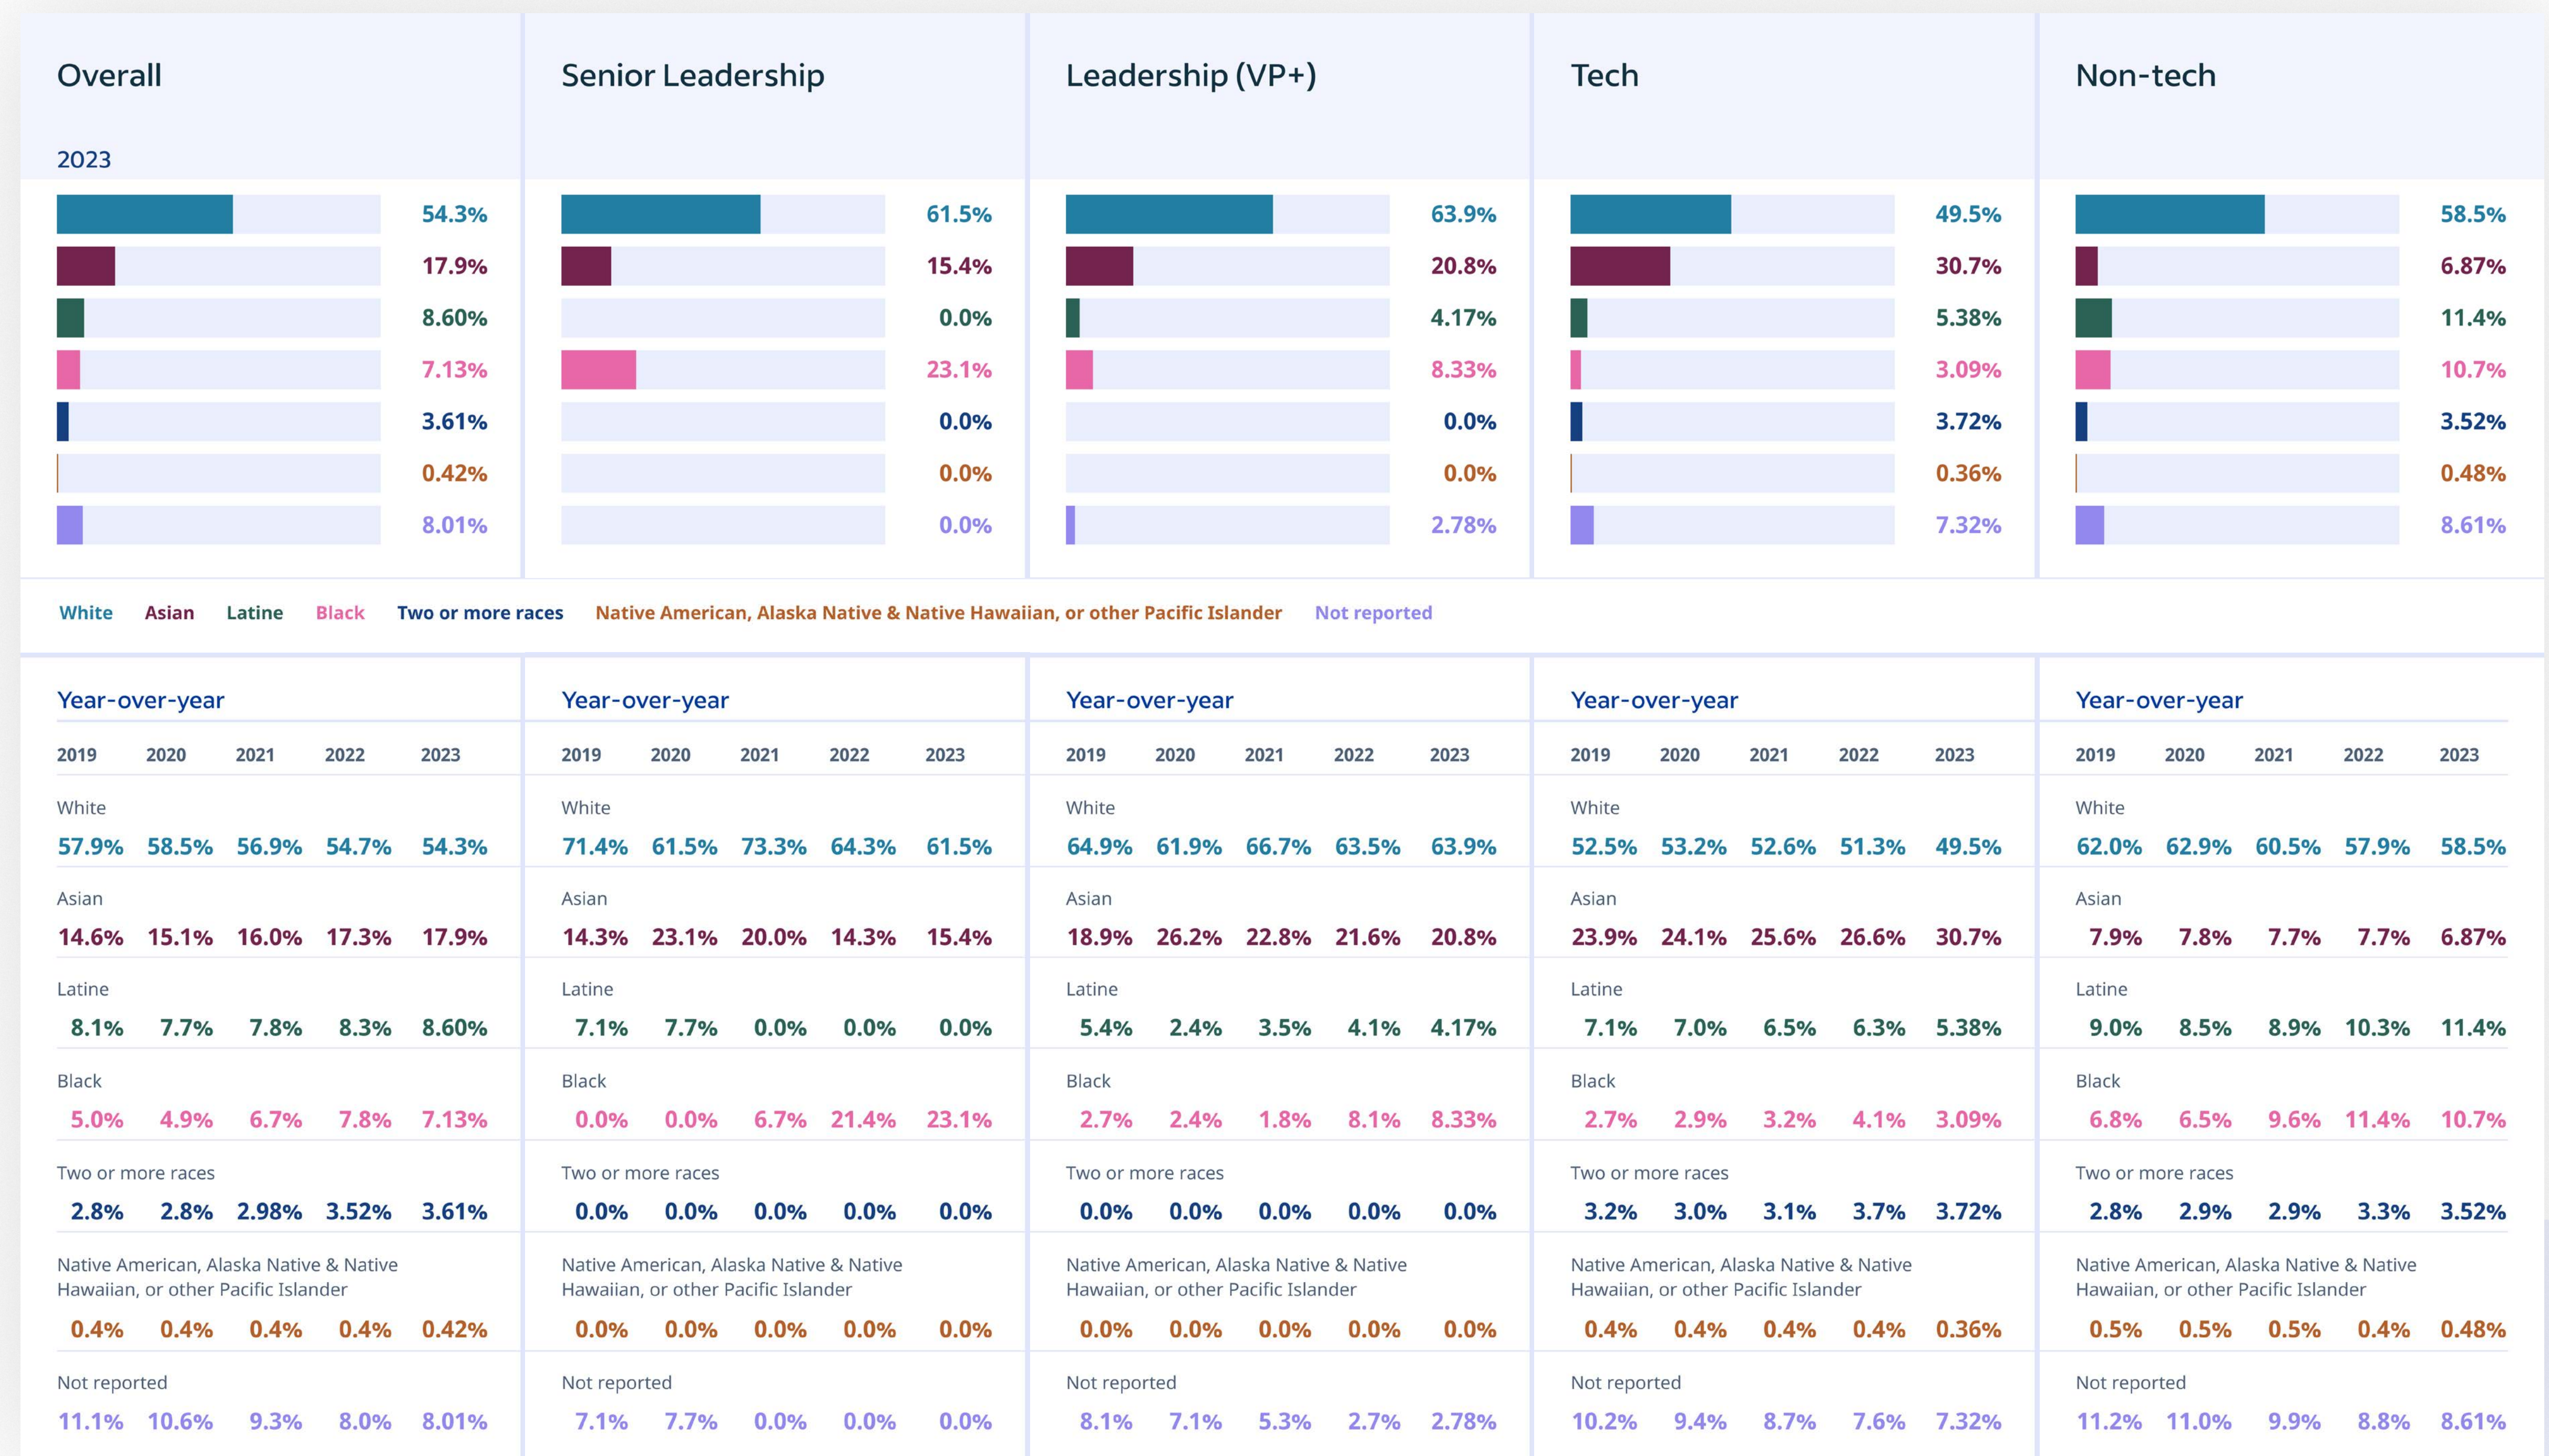 Overall
Senior Leadership
Leadership (VP+)
Tech
Non-tech
2023
54.3% 61.5% 63.9% 49.5% 58.5%
17.9% 15.4% 20.8% 30.7% 6.87%
8.60% 0.0% 4.17% 5.38% 11.4%
7.13% 23.1% 8.33% 3.09% 10.7%
3.61% 0.0% 0.0% 3.72% 3.52%
0.42% 0.0% 0.0% 0.36% 0.48%
8.01% 0.0% 2.78% 7.32% 8.61%
White Asian Latine Black Two or more races Native American, Alaska Native & Native Hawaiian, or other Pacific Islander Not reported
Year-over-year
2019 2020 2021 2022 2023
White
57.9% 58.5% 56.9% 54.7% 54.3%
Asian
14.6% 15.1% 16.0% 17.3% 17.9%
Latine
8.1% 7.7% 7.8% 8.3% 8.60%
Black
5.0% 4.9% 6.7% 7.8% 7.13%
Two or more races
2.8% 2.8% 2.98% 3.52% 3.61%
Native American, Alaska Native & Native
Hawaiian, or other Pacific Islander
0.4% 0.4% 0.4% 0.4% 0.42%
Not reported
11.1% 10.6% 9.3% 8.0% 8.01%
Year-over-year
2019 2020 2021 2022 2023
White
71.4% 61.5% 73.3% 64.3% 61.5%
Asian
14.3% 23.1% 20.0% 14.3% 15.4%
Latine
7.1% 7.7% 0.0% 0.0% 0.0%
Black
0.0% 0.0% 6.7% 21.4% 23.1%
Two or more races
0.0% 0.0% 0.0% 0.0% 0.0%
Native American, Alaska Native & Native
Hawaiian, or other Pacific Islander
0.0% 0.0% 0.0% 0.0% 0.0%
Not reported
7.1% 7.7% 0.0% 0.0% 0.0%
Year-over-year
2019 2020 2021 2022 2023
White
64.9% 61.9% 66.7% 63.5% 63.9%
Asian
18.9% 26.2% 22.8% 21.6% 20.8%
Latine
5.4% 2.4% 3.5% 4.1% 4.17%
Black
2.7% 2.4% 1.8% 8.1% 8.33%
Two or more races
0.0% 0.0% 0.0% 0.0% 0.0%
Native American, Alaska Native & Native
Hawaiian, or other Pacific Islander
0.0% 0.0% 0.0% 0.0% 0.0%
Not reported
8.1% 7.1% 5.3% 2.7% 2.78%
Year-over-year
2019 2020 2021 2022 2023
White
52.5% 53.2% 52.6% 51.3% 49.5%
Asian
23.9% 24.1% 25.6% 26.6% 30.7%
Latine
7.1% 7.0% 6.5% 6.3% 5.38%
Black
2.7% 2.9% 3.2% 4.1% 3.09%
Two or more races
3.2% 3.0% 3.1% 3.7% 3.72%
Native American, Alaska Native & Native
Hawaiian, or other Pacific Islander
0.4% 0.4% 0.4% 0.4% 0.36%
Not reported
10.2% 9.4% 8.7% 7.6% 7.32%
Year-over-year
2019 2020 2021 2022 2023
White
62.0% 62.9% 60.5% 57.9% 58.5%
Asian
7.9% 7.8% 7.7% 7.7% 6.87%
Latine
9.0% 8.5% 8.9% 10.3% 11.4%
Black
6.8% 6.5% 9.6% 11.4% 10.7%
Two or more races
2.8% 2.9% 2.9% 3.3% 3.52%
Native American, Alaska Native & Native
Hawaiian, or other Pacific Islander
0.5% 0.5% 0.5% 0.4% 0.48%
Not reported
11.2% 11.0% 9.9% 8.8% 8.61%